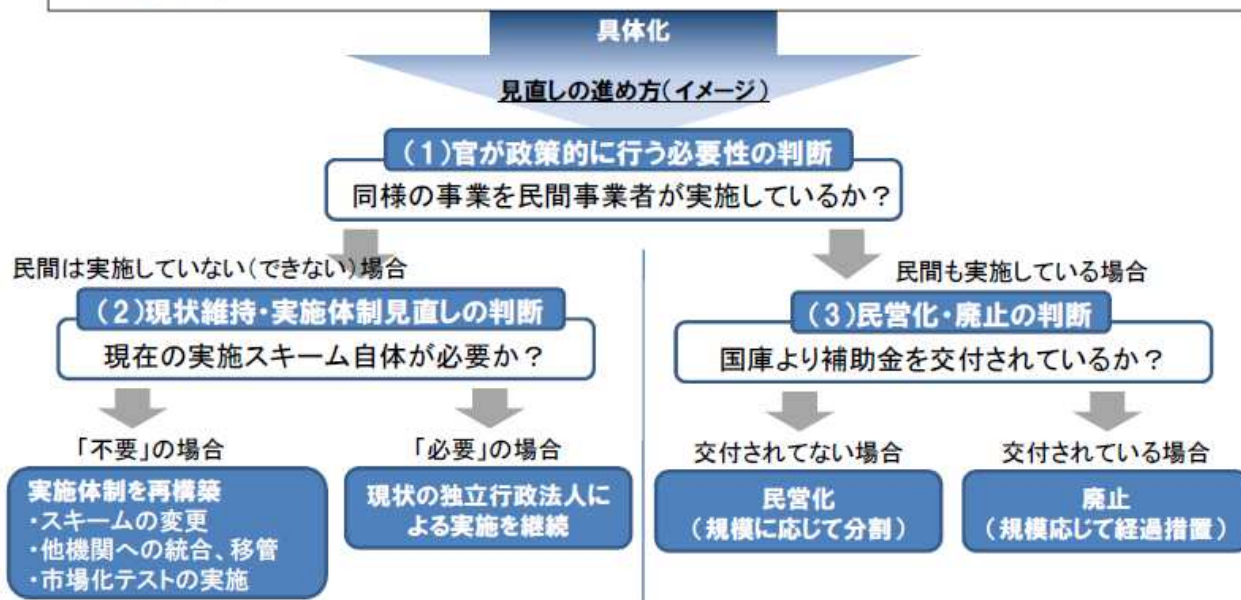 具体化
見直しの進め方(イメージ)
(1)官が政策的に行う必要性の判断
同様の事業を民間事業者が実施しているか?
民間は実施していない(できない)場合
民間も実施している場合
(2)現状維持・実施体制見直しの判断
現在の実施スキーム自体が必要か?
(3)民営化・廃止の判断
国庫より補助金を交付されているか?
「不要」の場合
「必要」の場合
交付されてない場合
交付されている場合
実施体制を再構築
・スキームの変更
・他機関への統合、移管
・市場化テストの実施
現状の独立行政法人に
よる実施を継続
民営化
(規模に応じて分割)
廃止
(規模応じて経過措置)